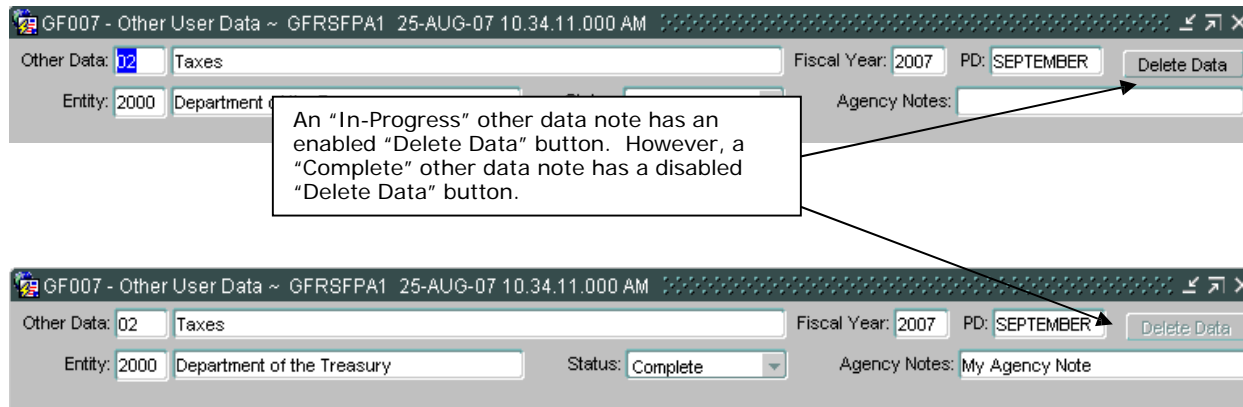 GF007 - Other User Data ~ GFRSFPA1 25-AUG-07 10.34.11.000 AM
Other Data: 02 Taxes Fiscal Year: 2007 PD: SEPTEMBER Delete Data
Entity: 2000 Department Agency Notes:
An “In-Progress” other data note has an
enabled “Delete Data” button. However, a
“Complete” other data note has a disabled
“Delete Data” button.
GF007 - Other User Data ~ GFRSFPA1 25-AUG-07 10.34.11.000 AM
Other Data: 02 Taxes Fiscal Year: 2007 PD: SEPTEMBER Delete Data
Entity: 2000 Department of the Treasury Status: Complete Agency Notes: My Agency Note